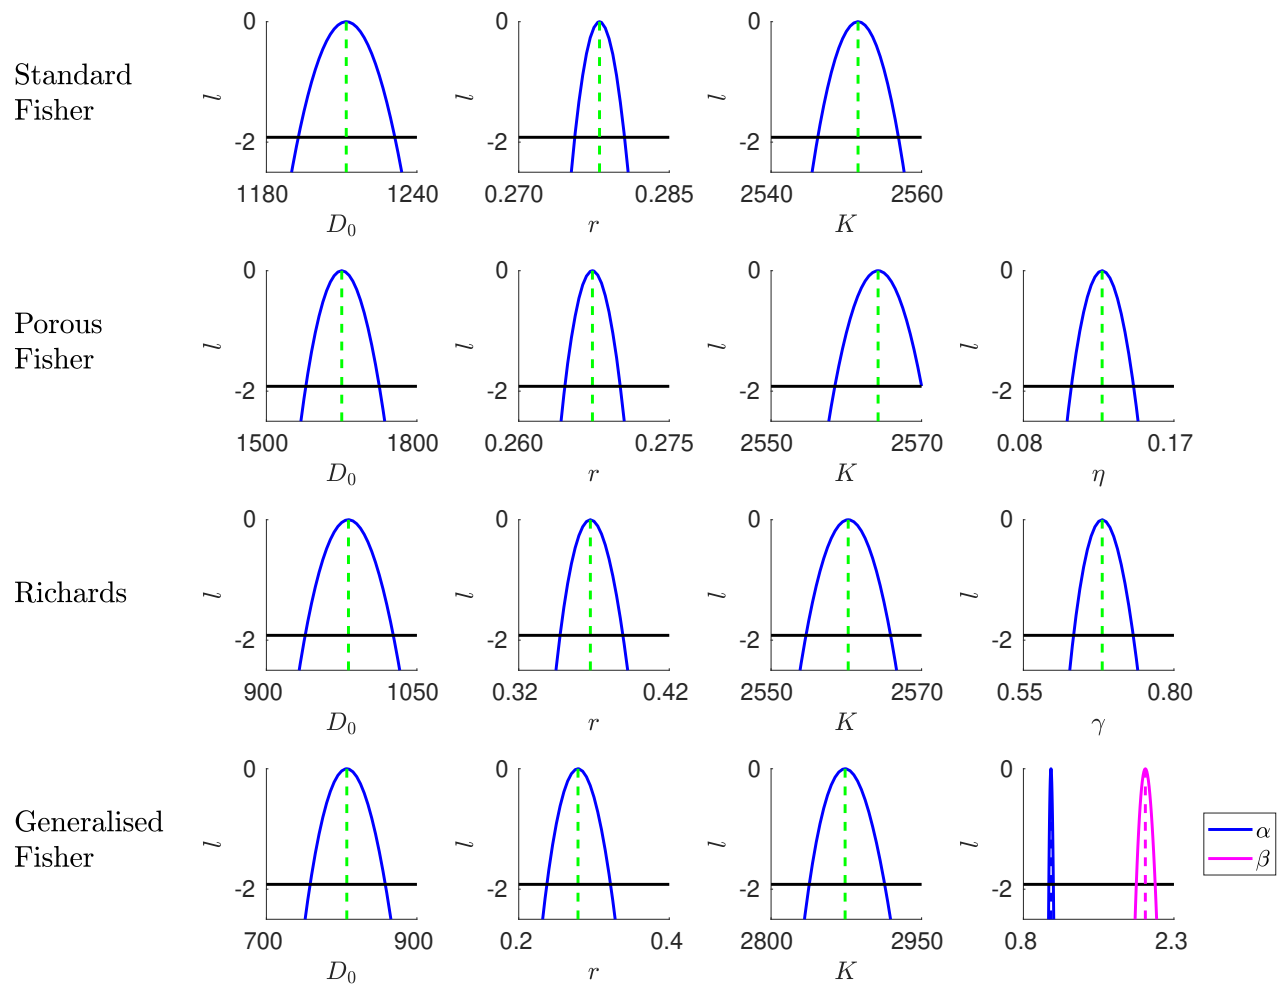 Standard
Fisher
0
-2
l
1180 1240
D₀
0
-2
l
0.270 0.285
r
0
-2
l
2540 2560
K
Porous
Fisher
0
-2
l
1500 1800
D₀
0
-2
l
0.260 0.275
r
0
-2
l
2550 2570
K
0
-2
l
0.08 0.17
η
Richards
0
-2
l
900 1050
D₀
0
-2
l
0.32 0.42
r
0
-2
l
2550 2570
K
0
-2
l
0.55 0.80
γ
Generalised
Fisher
0
-2
l
700 900
D₀
0
-2
l
0.2 0.4
r
0
-2
l
2800 2950
K
0
-2
l
0.8 2.3
α
β